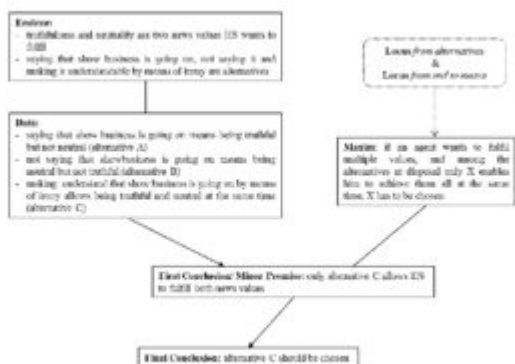 Endoxon:
- truthfulness and neutrality are two news values ES wants to fulfil
- saying that show business is going on, not saying it and
making it understandable by means of irony are alternatives
Locus from alternatives
&
Locus from end to means
Datum:
- saying that show business is going on means being truthful
but not neutral (alternative A)
- not saying that showbusiness is going on means being
neutral but not truthful (alternative B)
- making understand that show business is going on by means
of irony allows being truthful and neutral at the same time
(alternative C)
Maxim: if an agent wants to fulfil
multiple values, and among the
alternatives at disposal only X enables
him to achieve them all at the same
time, X has to be chosen
First Conclusion/Minor Premise: only alternative C allows ES
to fulfill both news values
Final Conclusion: alternative C should be chosen